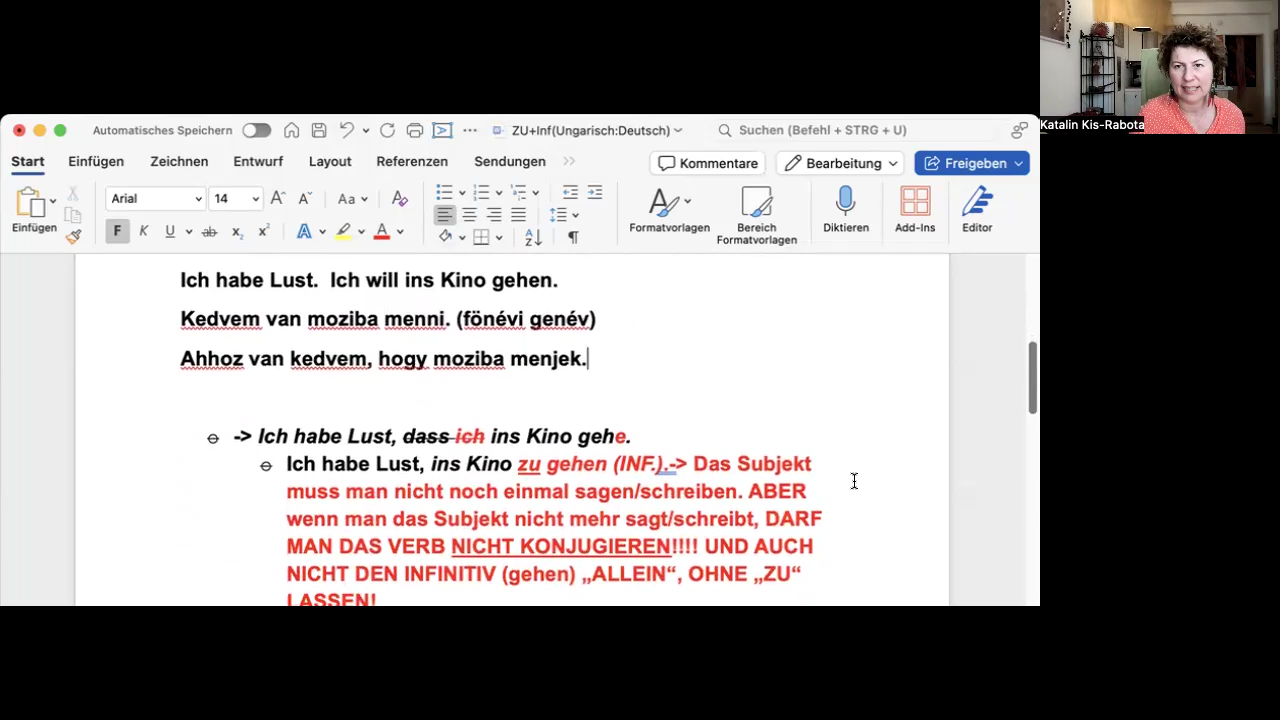 Katalin Kis-Rabota
Automatisches Speichern
ZU+Inf(Ungarisch:Deutsch)
Suchen (Befehl + STRG + U)
Start Einfügen Zeichnen Entwurf Layout Referenzen Sendungen
Kommentare Bearbeitung Freigeben
Arial 14
Einfügen
F K U ab x₂ x²
Formatvorlagen
Bereich
Formatvorlagen
Diktieren Add-Ins Editor
Ich habe Lust. Ich will ins Kino gehen.
Kedvem van moziba menni. (fönévi genév)
Ahhoz van kedvem, hogy moziba menjek.
-> Ich habe Lust, dass ich ins Kino gehe.
Ich habe Lust, ins Kino zu gehen (INF.).-> Das Subjekt
muss man nicht noch einmal sagen/schreiben. ABER
wenn man das Subjekt nicht mehr sagt/schreibt, DARF
MAN DAS VERB NICHT KONJUGIEREN!!!! UND AUCH
NICHT DEN INFINITIV (gehen) „ALLEIN“, OHNE „ZU“
LASSEN!